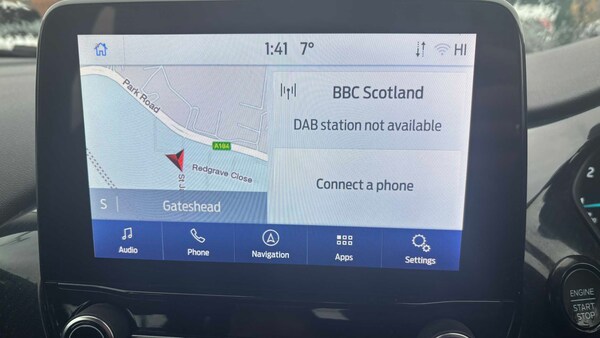 1:41 7° HI
Park Road
A184
Redgrave Close
S Gateshead
BBC Scotland
DAB station not available
Connect a phone
Audio
Phone
Navigation
Apps
Settings
2
ENGINE
START
STOP